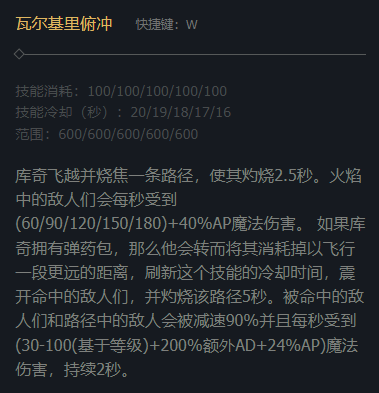 瓦尔基里俯冲 快捷键：W
技能消耗：100/100/100/100/100
技能冷却（秒）：20/19/18/17/16
范围：600/600/600/600/600
库奇飞越并烧焦一条路径，使其灼烧2.5秒。火焰
中的敌人们会每秒受到
(60/90/120/150/180)+40%AP魔法伤害。 如果库
奇拥有弹药包，那么他会转而将其消耗掉以飞行
一段更远的距离，刷新这个技能的冷却时间，震
开命中的敌人们，并灼烧该路径5秒。被命中的敌
人们和路径中的敌人会被减速90%并且每秒受到
(30-100(基于等级)+200%额外AD+24%AP)魔法
伤害，持续2秒。